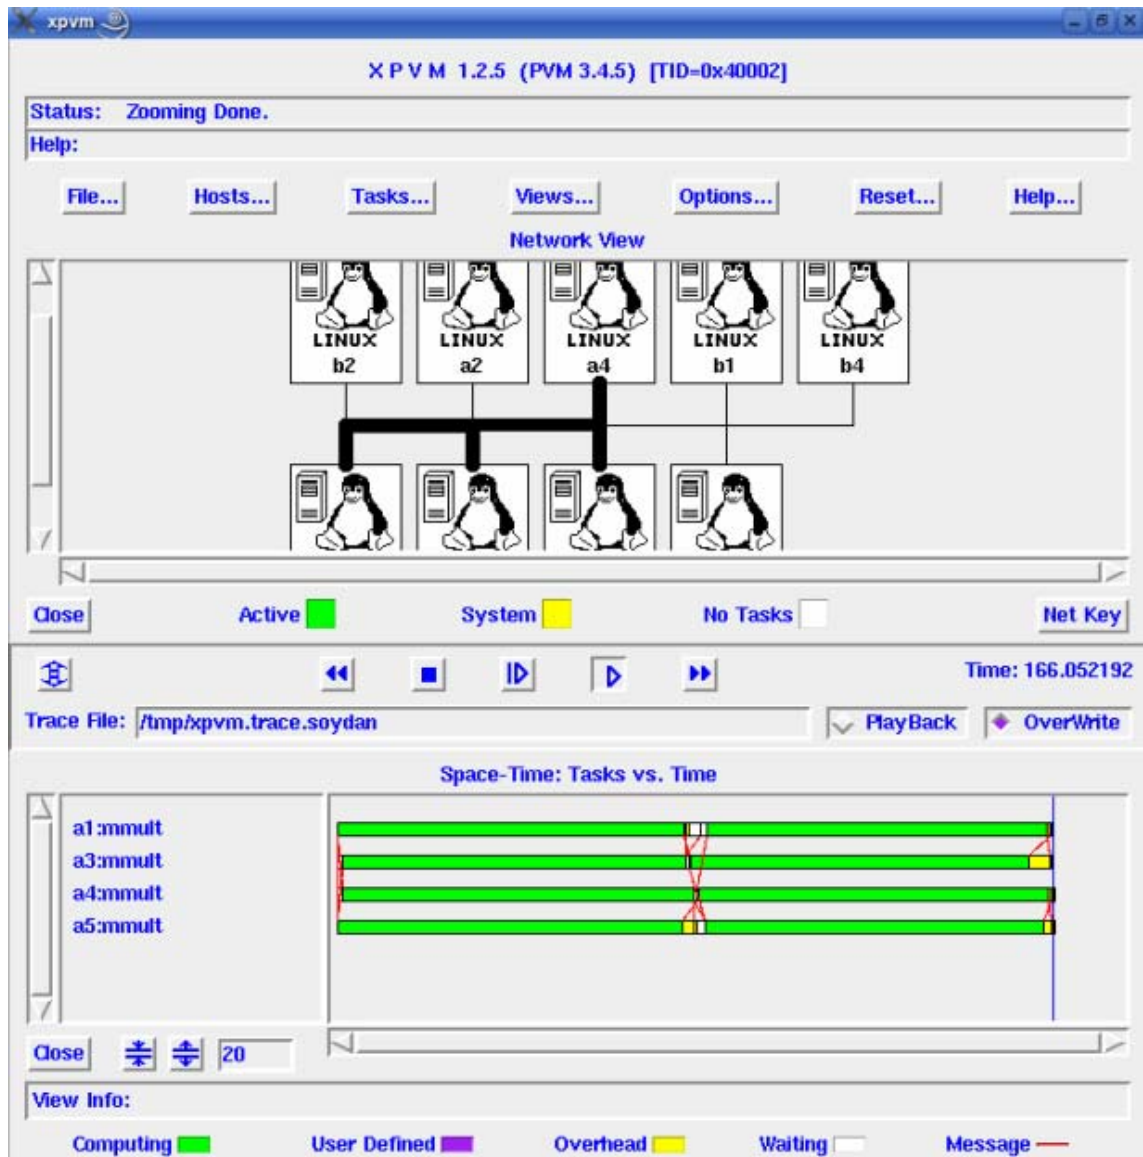 xpvm
X P V M 1.2.5 (PVM 3.4.5) [TID=0x40002]
Status: Zooming Done.
Help:
File... Hosts... Tasks... Views... Options... Reset... Help...
Network View
LINUX LINUX LINUX LINUX LINUX
b2 a2 a4 b1 b4
Close Active System No Tasks Net Key
Time: 166.052192
Trace File: /tmp/xpvm.trace.soydan PlayBack OverWrite
Space-Time: Tasks vs. Time
a1:mmult
a3:mmult
a4:mmult
a5:mmult
Close 20
View Info:
Computing User Defined Overhead Waiting Message